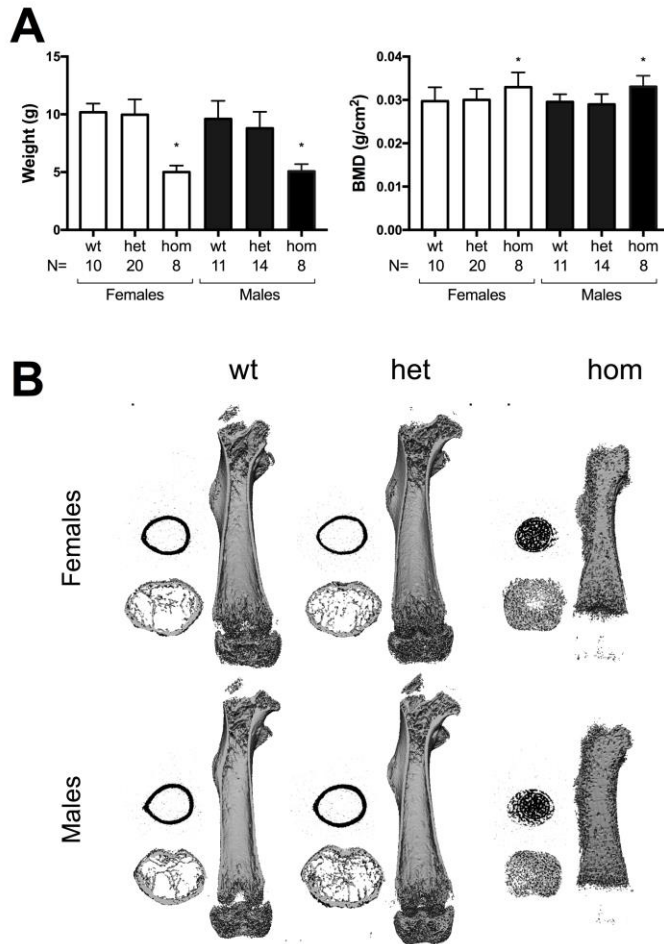 A
Weight (g)
15
10
5
0
* *
wt het hom wt het hom
N= 10 20 8 11 14 8
Females Males
BMD (g/cm²)
0.04
0.03
0.02
0.01
0.00
* *
wt het hom wt het hom
N= 10 20 8 11 14 8
Females Males
B
wt het hom
Females
Males